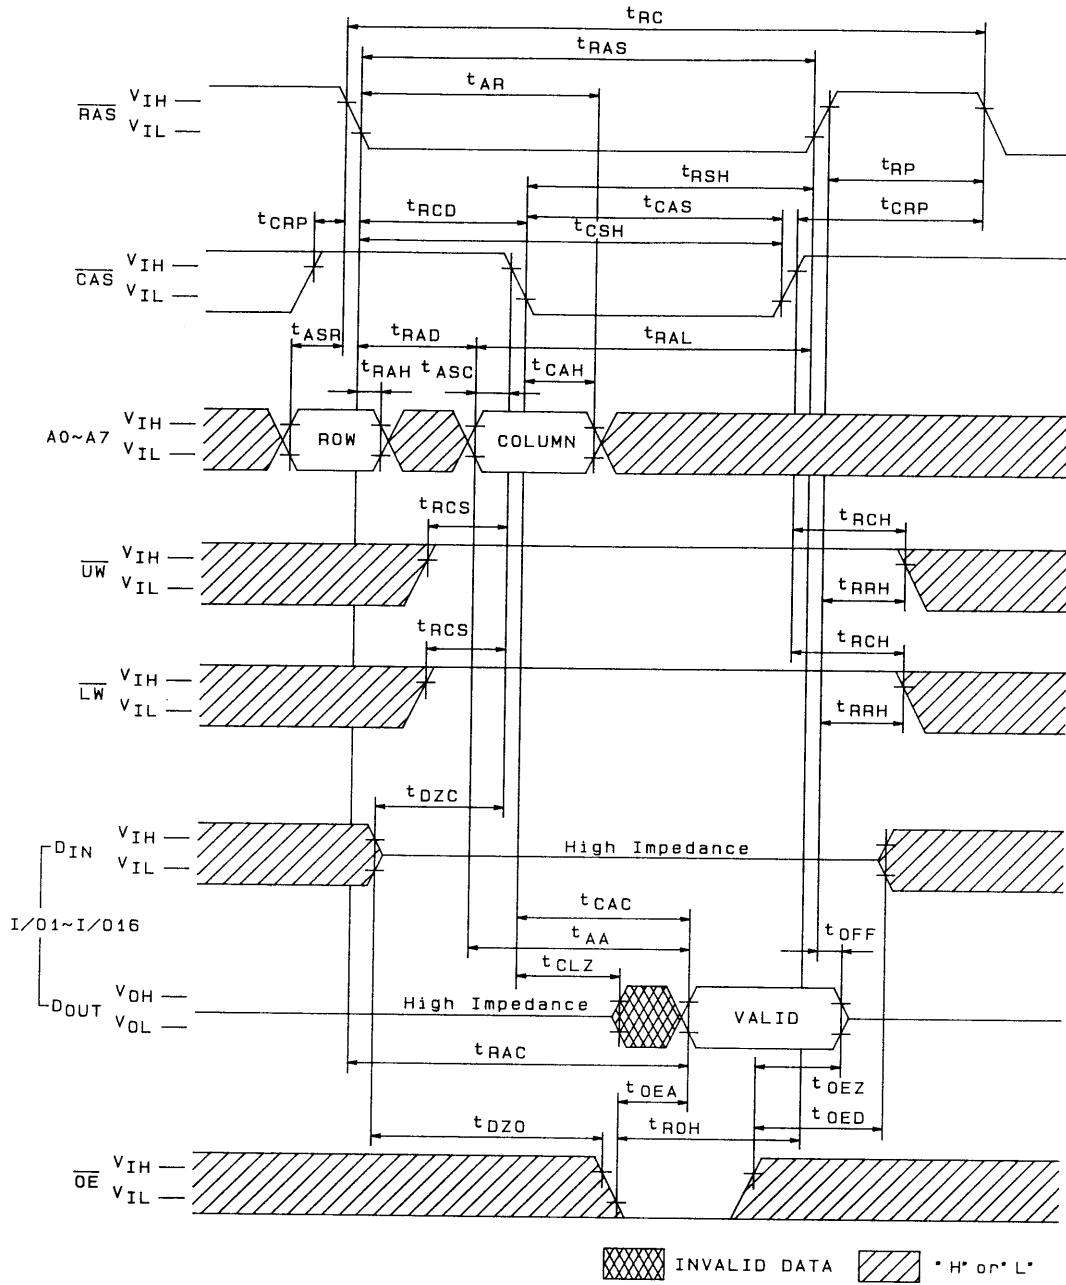 tRC
tRAS
tAR
RAS VIH
VIL
tRP
tRSH
tCRP tRCD tCAS tCRP
tCSH
CAS VIH
VIL
tASR tRAD tRAL
tRAH tASC tCAH
A0~A7 VIH
VIL
ROW COLUMN
tRCS tRCH
UW VIH
VIL
tRRH
tRCS tRCH
LW VIH
VIL
tRRH
tDZC
DIN VIH
VIL
High Impedance
I/O1~I/O16
tCAC
tAA tOFF
tCLZ
DOUT VOH
VOL
High Impedance VALID
tRAC
tOEA tOEZ
tOED
tDZO tROH
OE VIH
VIL
INVALID DATA "H" or "L"